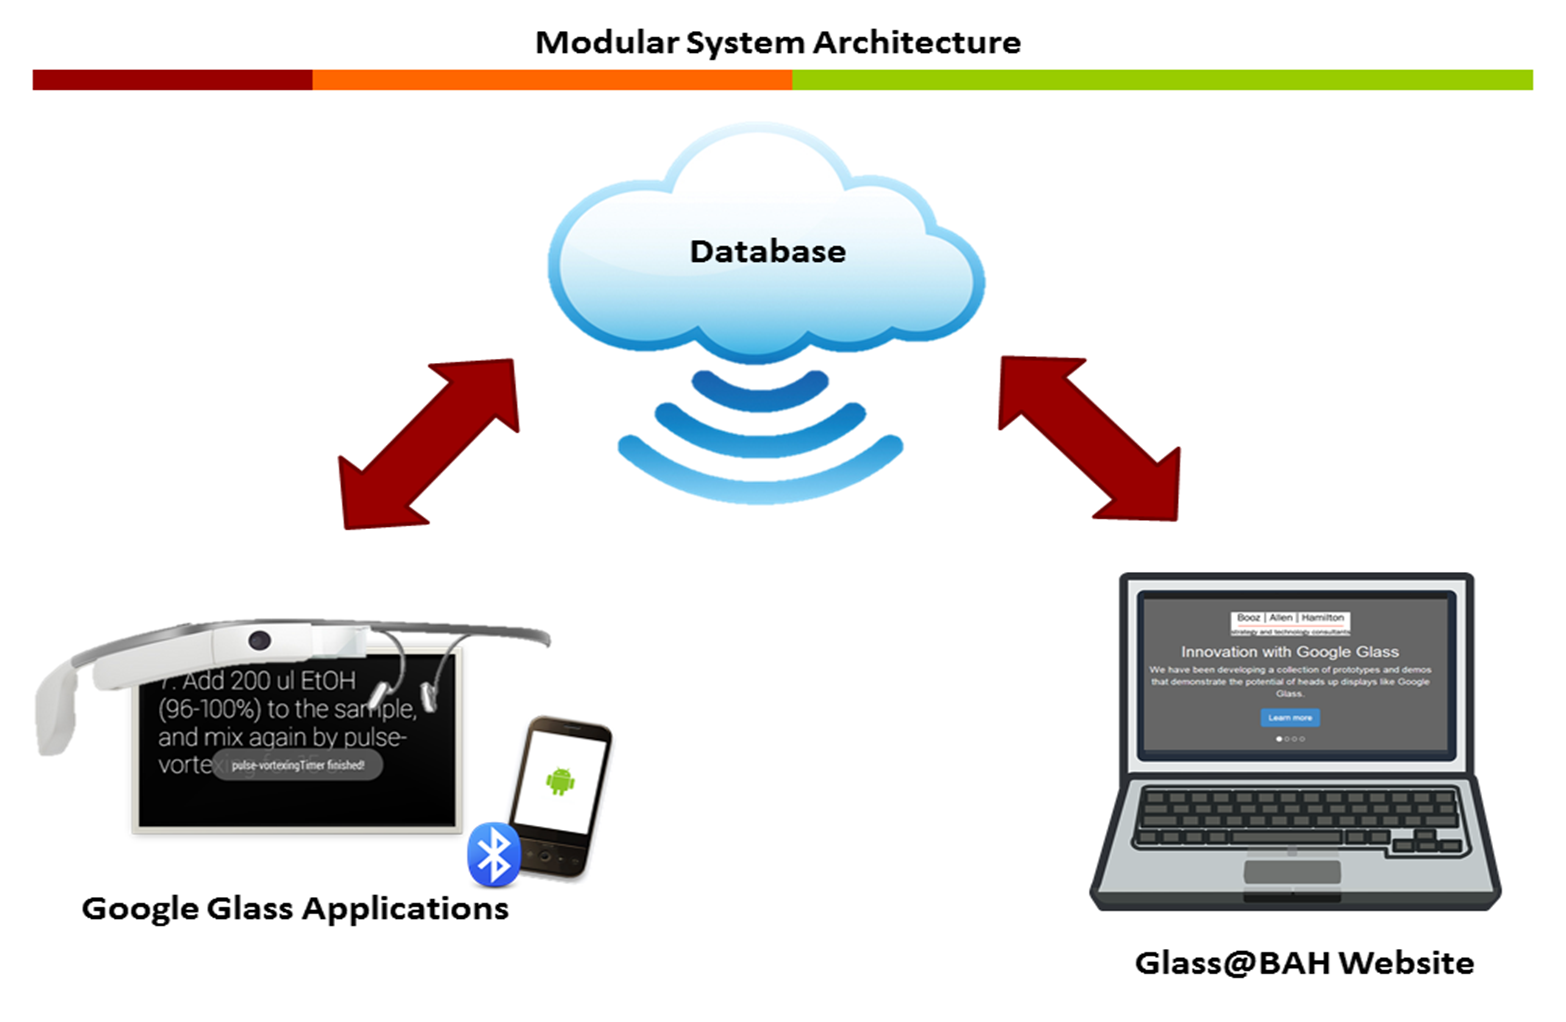 Modular System Architecture
Database
7. Add 200 ul EtOH
(96-100%) to the sample,
and mix again by pulse-
vortexing for 15 s.
pulse-vortexingTimer finished!
Google Glass Applications
Booz | Allen | Hamilton
strategy and technology consultants
Innovation with Google Glass
We have been developing a collection of prototypes and demos
that demonstrate the potential of heads up displays like Google
Glass.
Learn more
Glass@BAH Website